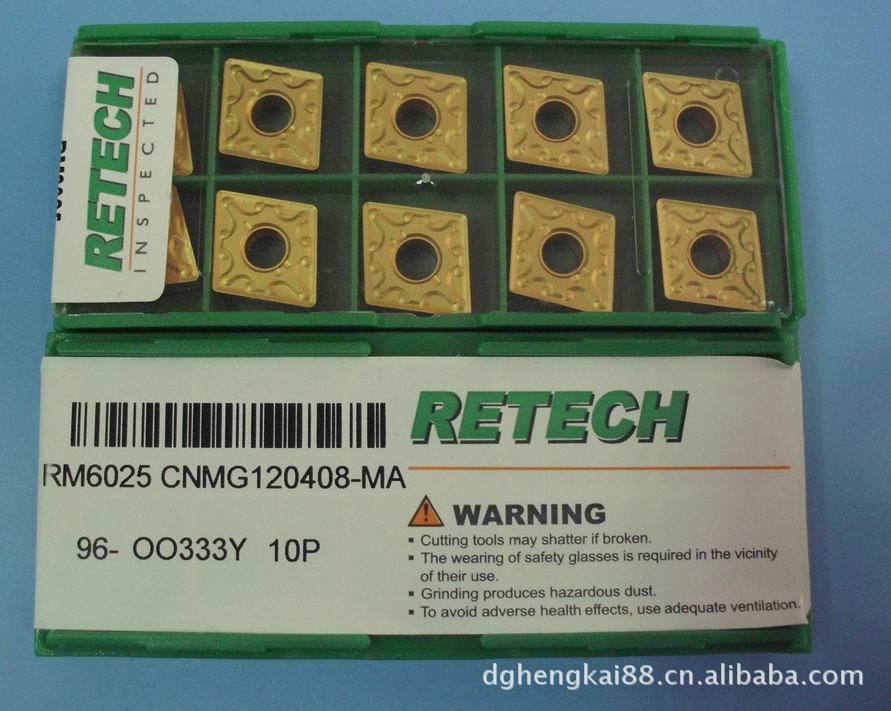 RETECH
INSPECTED
RETECH
RM6025 CNMG120408-MA
96- OO333Y 10P
WARNING
▪ Cutting tools may shatter if broken.
▪ The wearing of safety glasses is required in the vicinity
of their use.
▪ Grinding produces hazardous dust.
▪ To avoid adverse health effects, use adequate ventilation.
dghengkai88.cn.alibaba.com